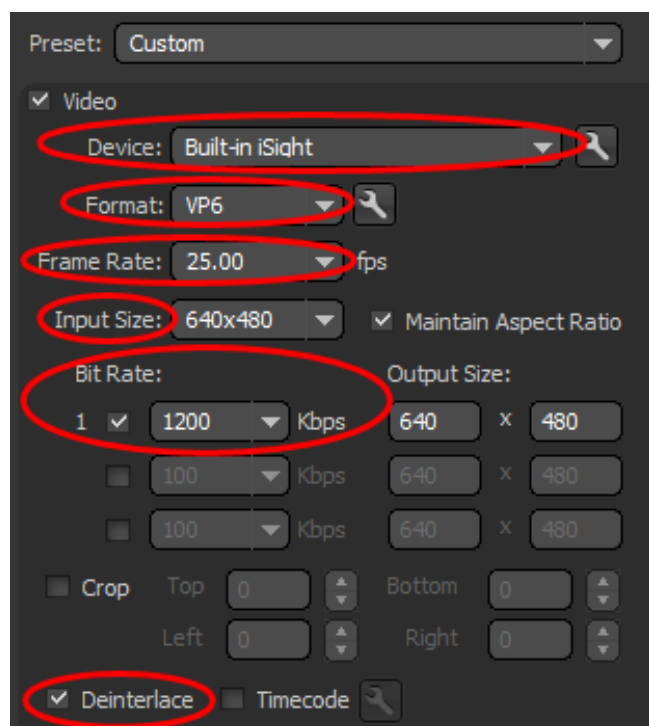 Preset: Custom
Video
Device: Built-in iSight
Format: VP6
Frame Rate: 25.00 fps
Input Size: 640x480 Maintain Aspect Ratio
Bit Rate: Output Size:
1 1200 Kbps 640 x 480
100 Kbps 640 x 480
100 Kbps 640 x 480
Crop Top 0 Bottom 0
Left 0 Right 0
Deinterlace Timecode